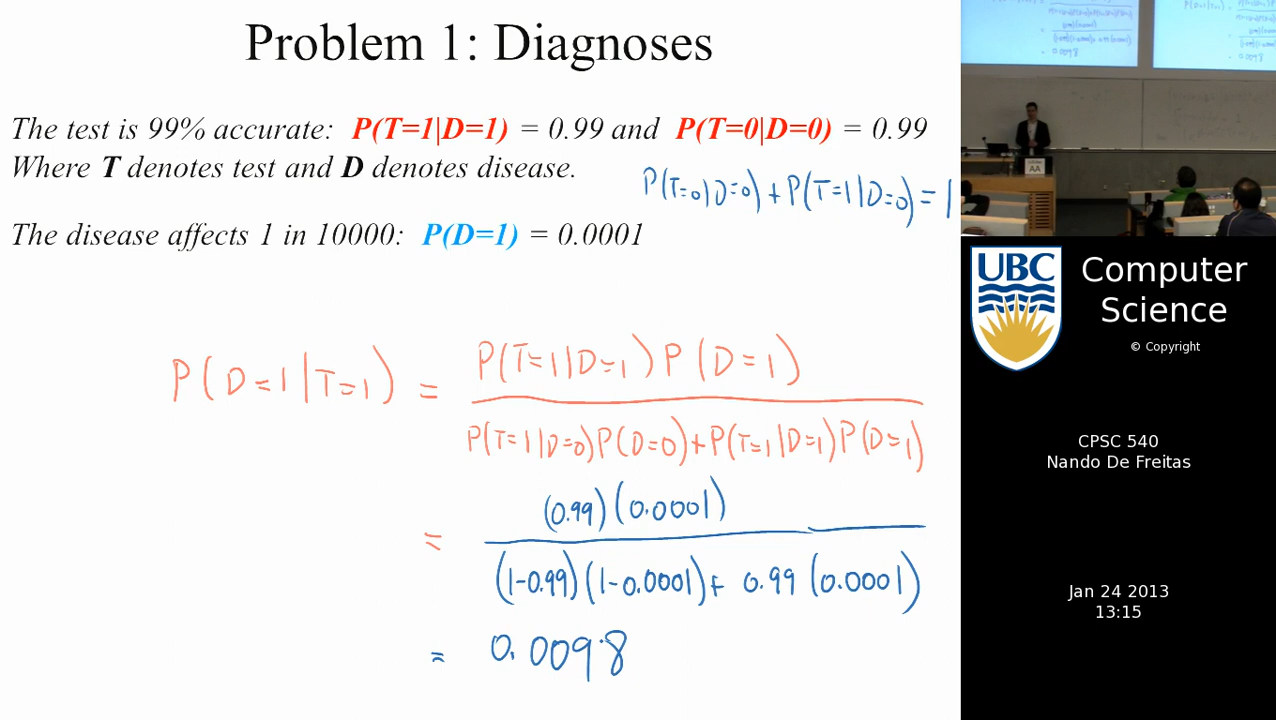 Problem 1: Diagnoses
The test is 99% accurate: P(T=1|D=1) = 0.99 and P(T=0|D=0) = 0.99
Where T denotes test and D denotes disease.
P(T=0|D=0) + P(T=1|D=0) = 1
The disease affects 1 in 10000: P(D=1) = 0.0001
P(D=1|T=1) = P(T=1|D=1) P(D=1)
P(T=1|D=0)P(D=0)+P(T=1|D=1)P(D=1)
= (0.99)(0.0001)
(1-0.99)(1-0.0001)+ 0.99 (0.0001)
= 0.0098
AA
UBC
Computer
Science
© Copyright
CPSC 540
Nando De Freitas
Jan 24 2013
13:15